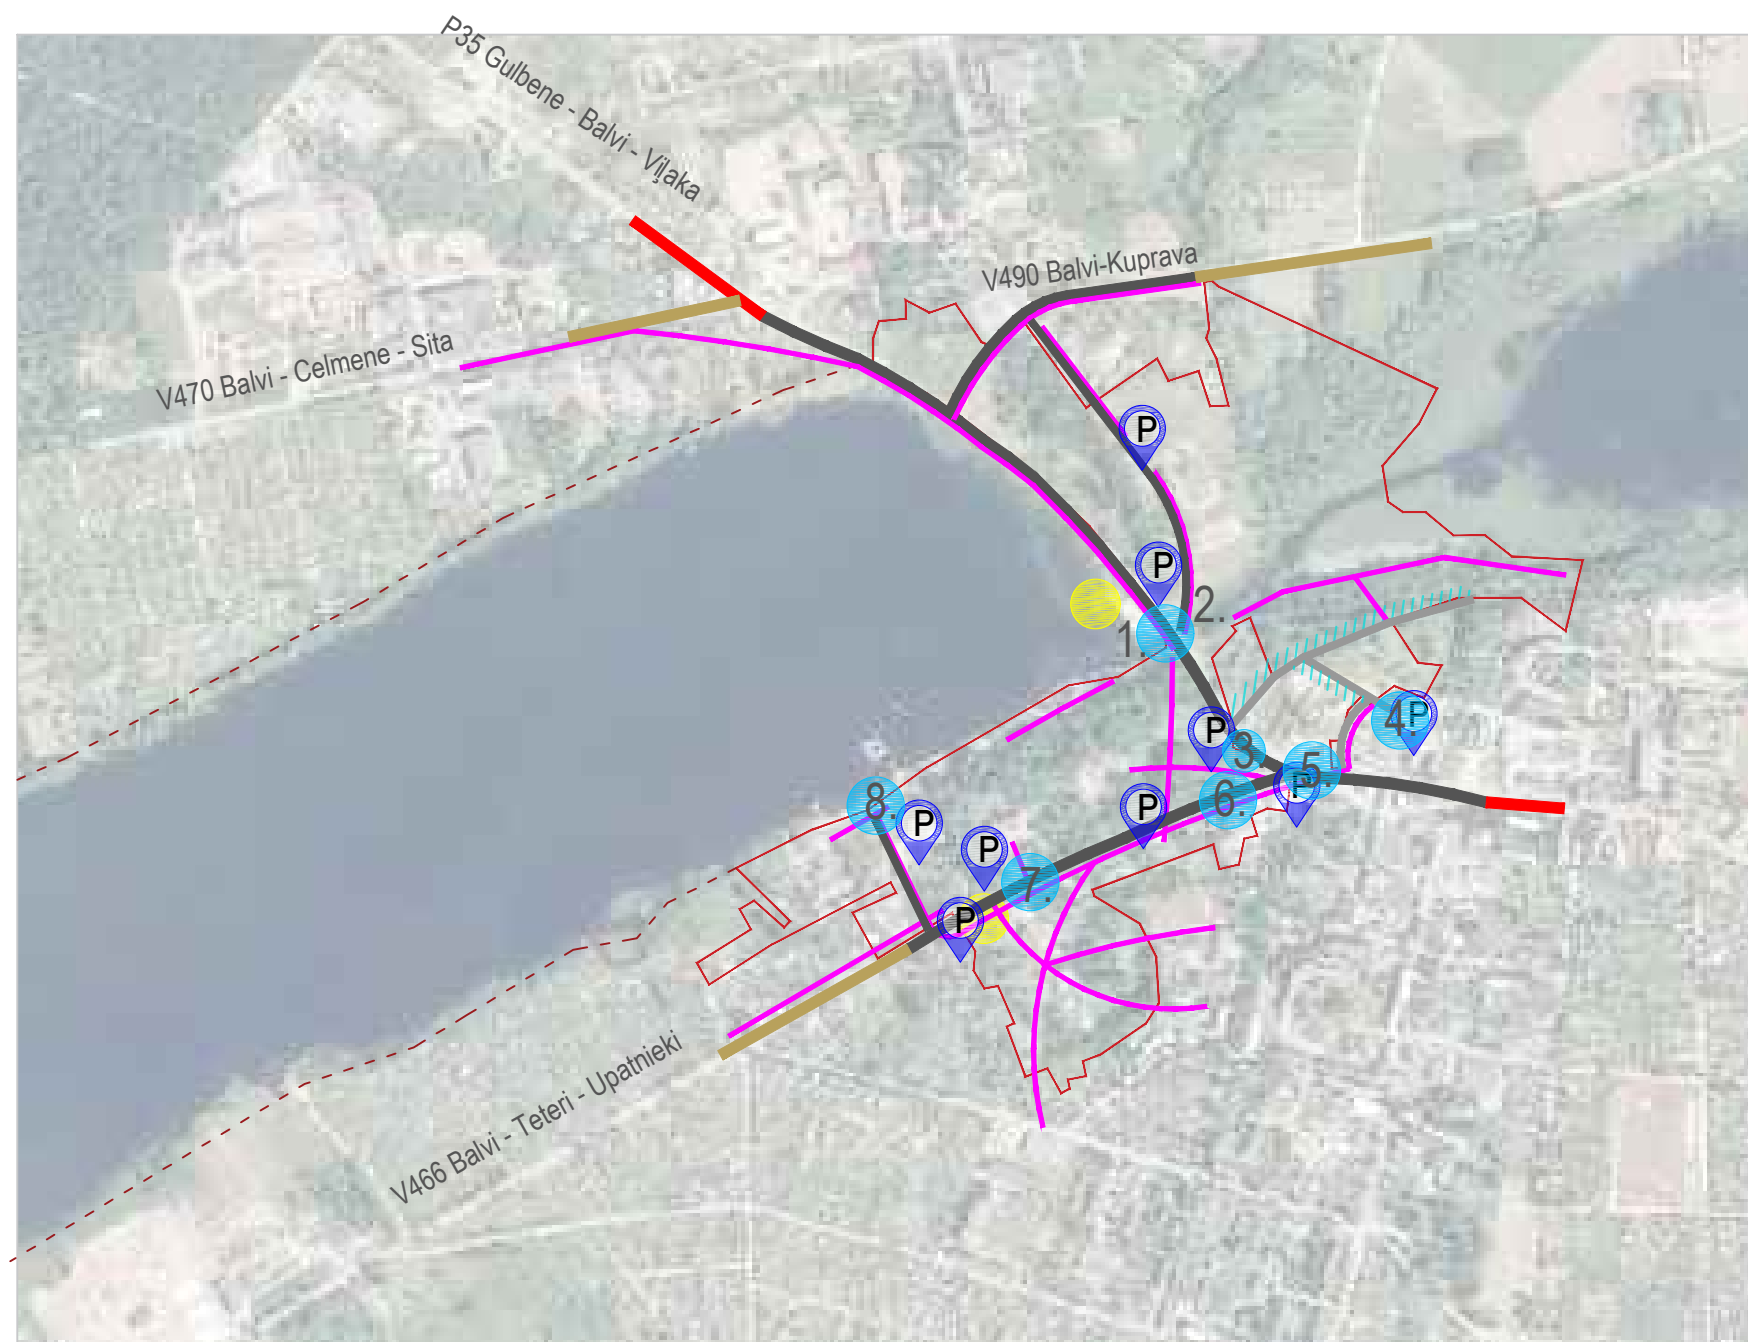 P35 Gulbene - Balvi - Viļaka
V490 Balvi-Kuprava
V470 Balvi - Celmene - Sita
P
P
2.
1.
P
4.
P
3.
5.
P
6.
8.
P
P
P
7.
P
V466 Balvi - Teteri - Upatnieki